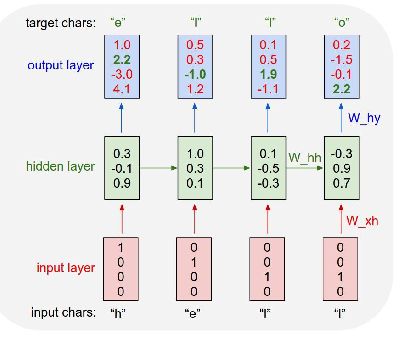 target chars: “e” “l” “l” “o”
output layer
1.0 0.5 0.1 0.2
2.2 0.3 0.5 -1.5
-3.0 -1.0 1.9 -0.1
4.1 1.2 -1.1 2.2
W_hy
hidden layer
0.3 1.0 0.1 -0.3
-0.1 0.3 -0.5 0.9
0.9 0.1 -0.3 0.7
W_hh
W_xh
input layer
1 0 0 0
0 1 0 0
0 0 1 1
0 0 0 0
input chars: “h” “e” “l” “l”